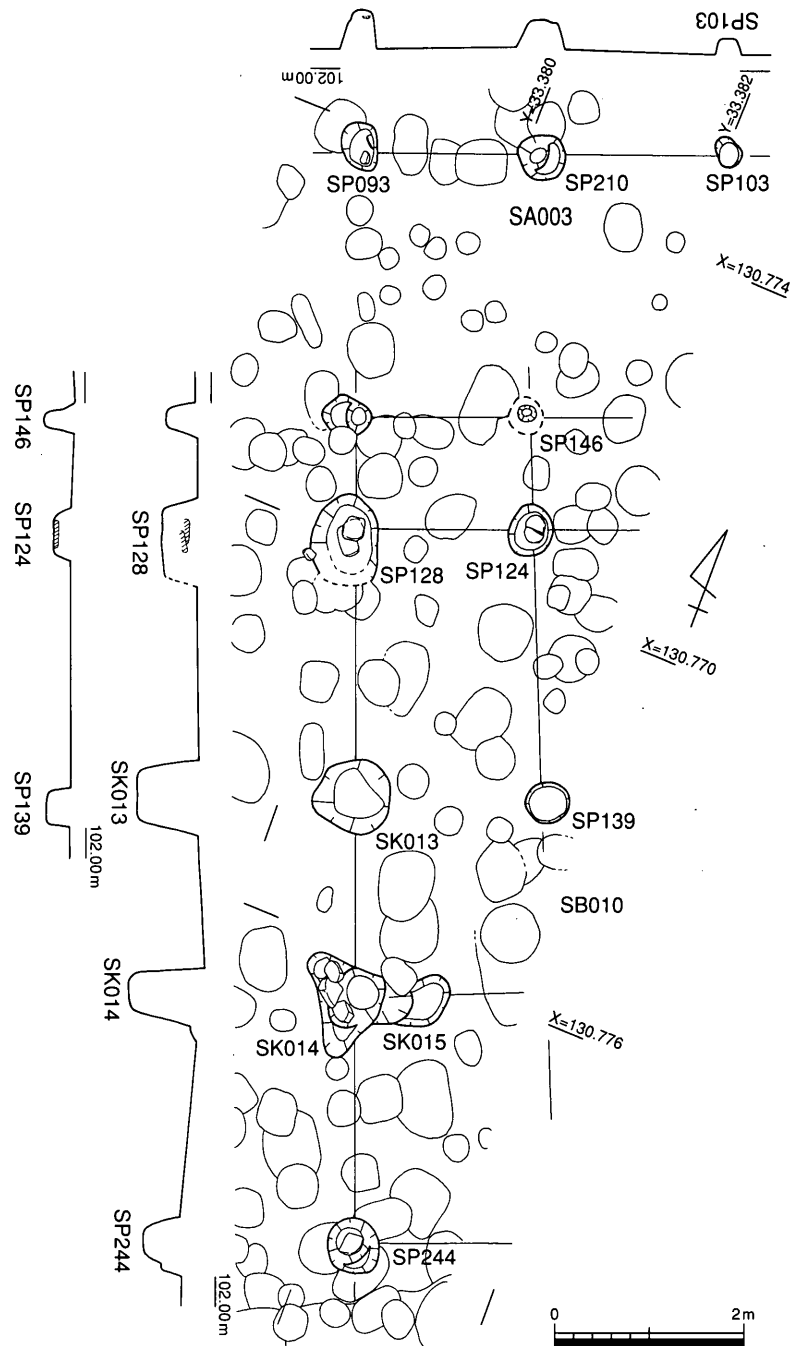 SP103
102.00m
Y=33.380
Y=33.382
SP093
SP210
SP103
SA003
X=130.774
SP146
SP146
SP124
SP128
SP128
SP124
X=130.770
SP139
SK013
SP139
102.00m
SK013
SB010
SK014
SK014
SK015
X=130.776
SP244
SP244
102.00m
0
2m